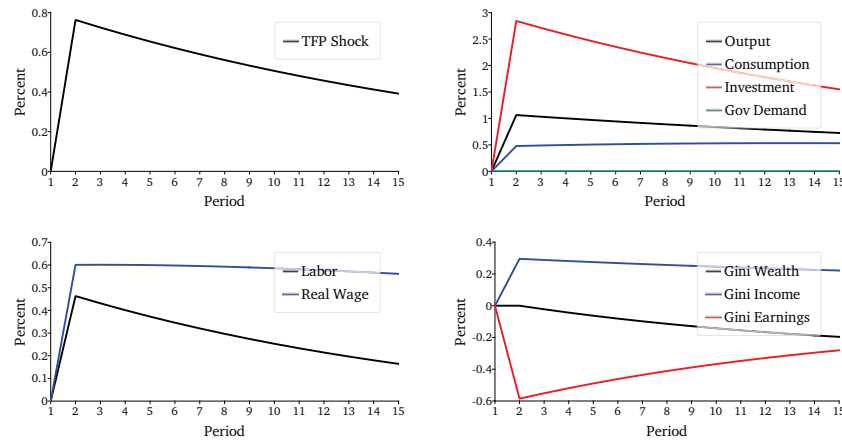 0.8
0.6
0.4
0.2
0
Percent
TFP Shock
1 2 3 4 5 6 7 8 9 10 11 12 13 14 15
Period
3
2.5
2
1.5
1
0.5
0
Percent
Output
Consumption
Investment
Gov Demand
1 2 3 4 5 6 7 8 9 10 11 12 13 14 15
Period
0.7
0.6
0.5
0.4
0.3
0.2
0.1
0
Percent
Labor
Real Wage
1 2 3 4 5 6 7 8 9 10 11 12 13 14 15
Period
0.4
0.2
0
-0.2
-0.4
-0.6
Percent
Gini Wealth
Gini Income
Gini Earnings
1 2 3 4 5 6 7 8 9 10 11 12 13 14 15
Period